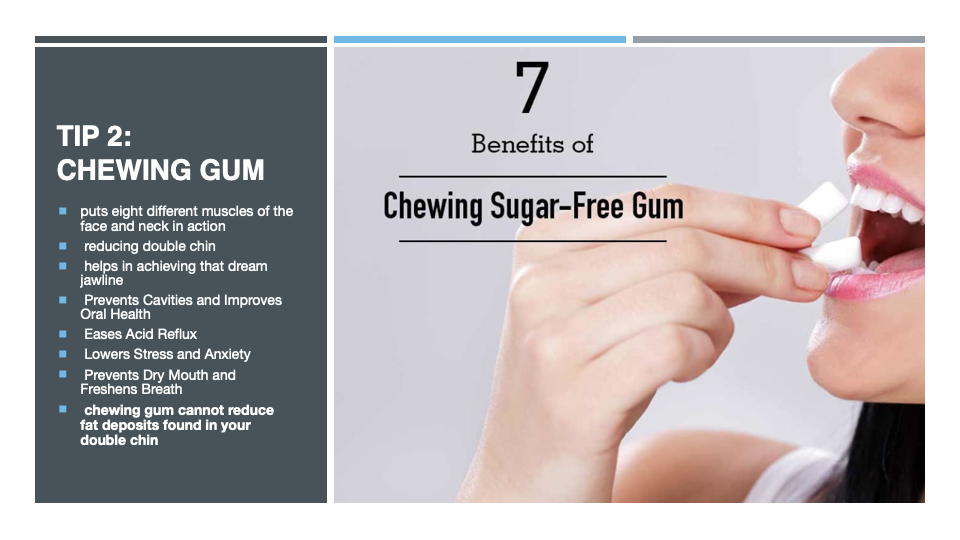 TIP 2:
CHEWING GUM
puts eight different muscles of the
face and neck in action
reducing double chin
helps in achieving that dream
jawline
Prevents Cavities and Improves
Oral Health
Eases Acid Reflux
Lowers Stress and Anxiety
Prevents Dry Mouth and
Freshens Breath
chewing gum cannot reduce
fat deposits found in your
double chin
7
Benefits of
Chewing Sugar-Free Gum